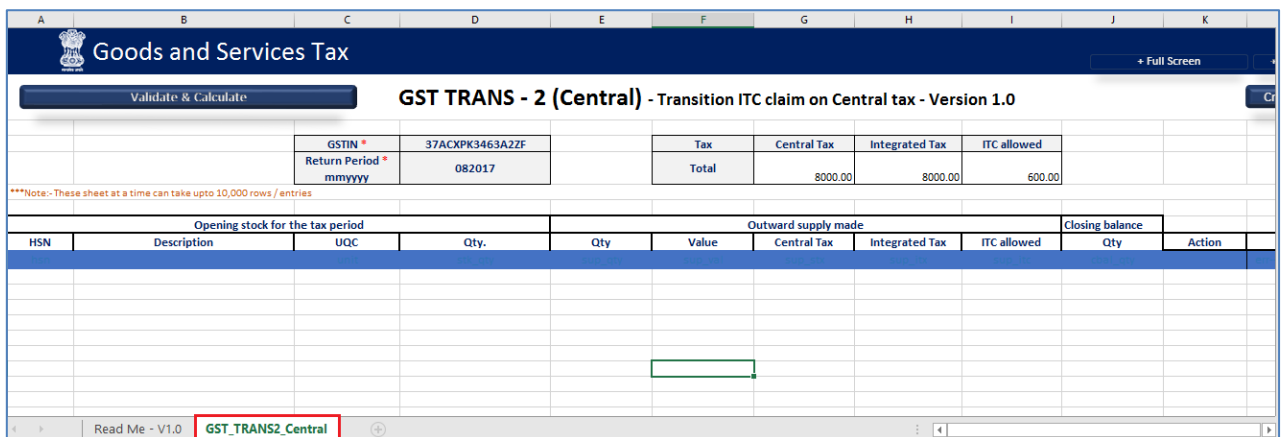 A B C D E F G H I J K
Goods and Services Tax
+ Full Screen
Validate & Calculate
GST TRANS - 2 (Central) - Transition ITC claim on Central tax - Version 1.0
GSTIN * 37ACXPK3463A2ZF Tax Central Tax Integrated Tax ITC allowed
Return Period * mmyyyy 082017 Total 8000.00 8000.00 600.00
***Note:- These sheet at a time can take upto 10,000 rows / entries
Opening stock for the tax period Outward supply made Closing balance
HSN Description UQC Qty. Qty Value Central Tax Integrated Tax ITC allowed Qty Action
Read Me - V1.0 GST_TRANS2_Central